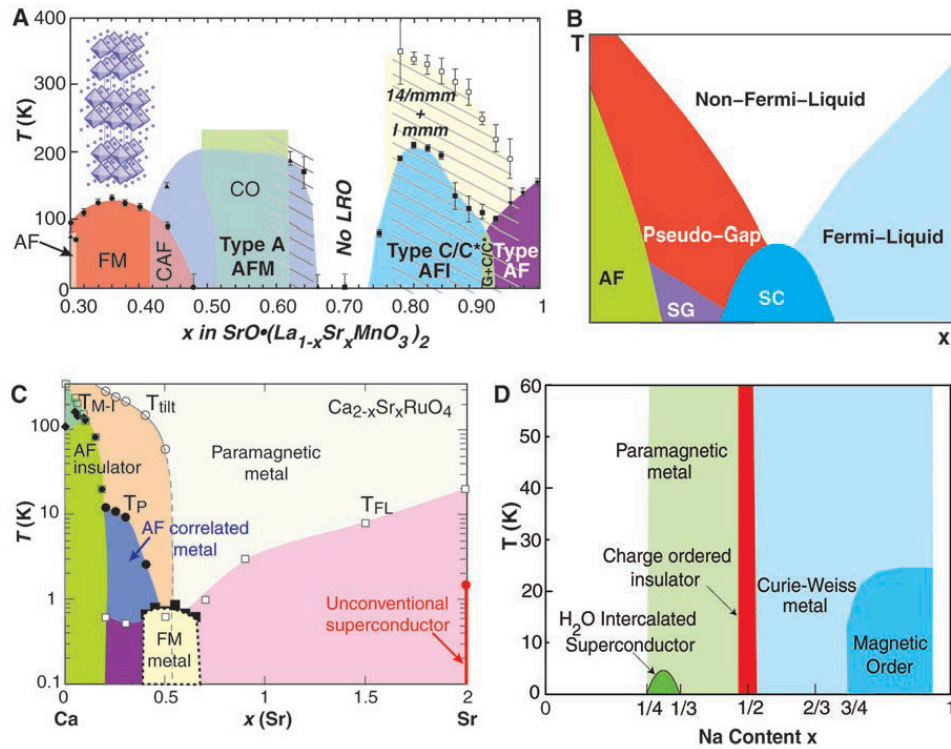 A
T (K)
400
300
200
100
0
14/mmm
+
I mmm
CO
No LRO
AF
FM
CAF
Type A
AFM
Type C/C*
AFI
G+C/C*
Type
AF
0.30
0.40
0.50
0.60
0.70
0.80
0.90
1
x in SrO•(La1-xSrxMnO3)2
B
T
Non-Fermi-Liquid
Pseudo-Gap
Fermi-Liquid
AF
SG
SC
x
C
T (K)
100
10
1
0.1
TM-I
Ttilt
Ca2-xSrxRuO4
AF
insulator
Paramagnetic
metal
TP
TFL
AF correlated
metal
Unconventional
superconductor
FM
metal
0
0.5
1
1.5
2
Ca
x (Sr)
Sr
D
T (K)
60
50
40
30
20
10
0
Paramagnetic
metal
Charge ordered
insulator
Curie-Weiss
metal
H2O Intercalated
Superconductor
Magnetic
Order
0
1/4
1/3
1/2
2/3
3/4
1
Na Content x